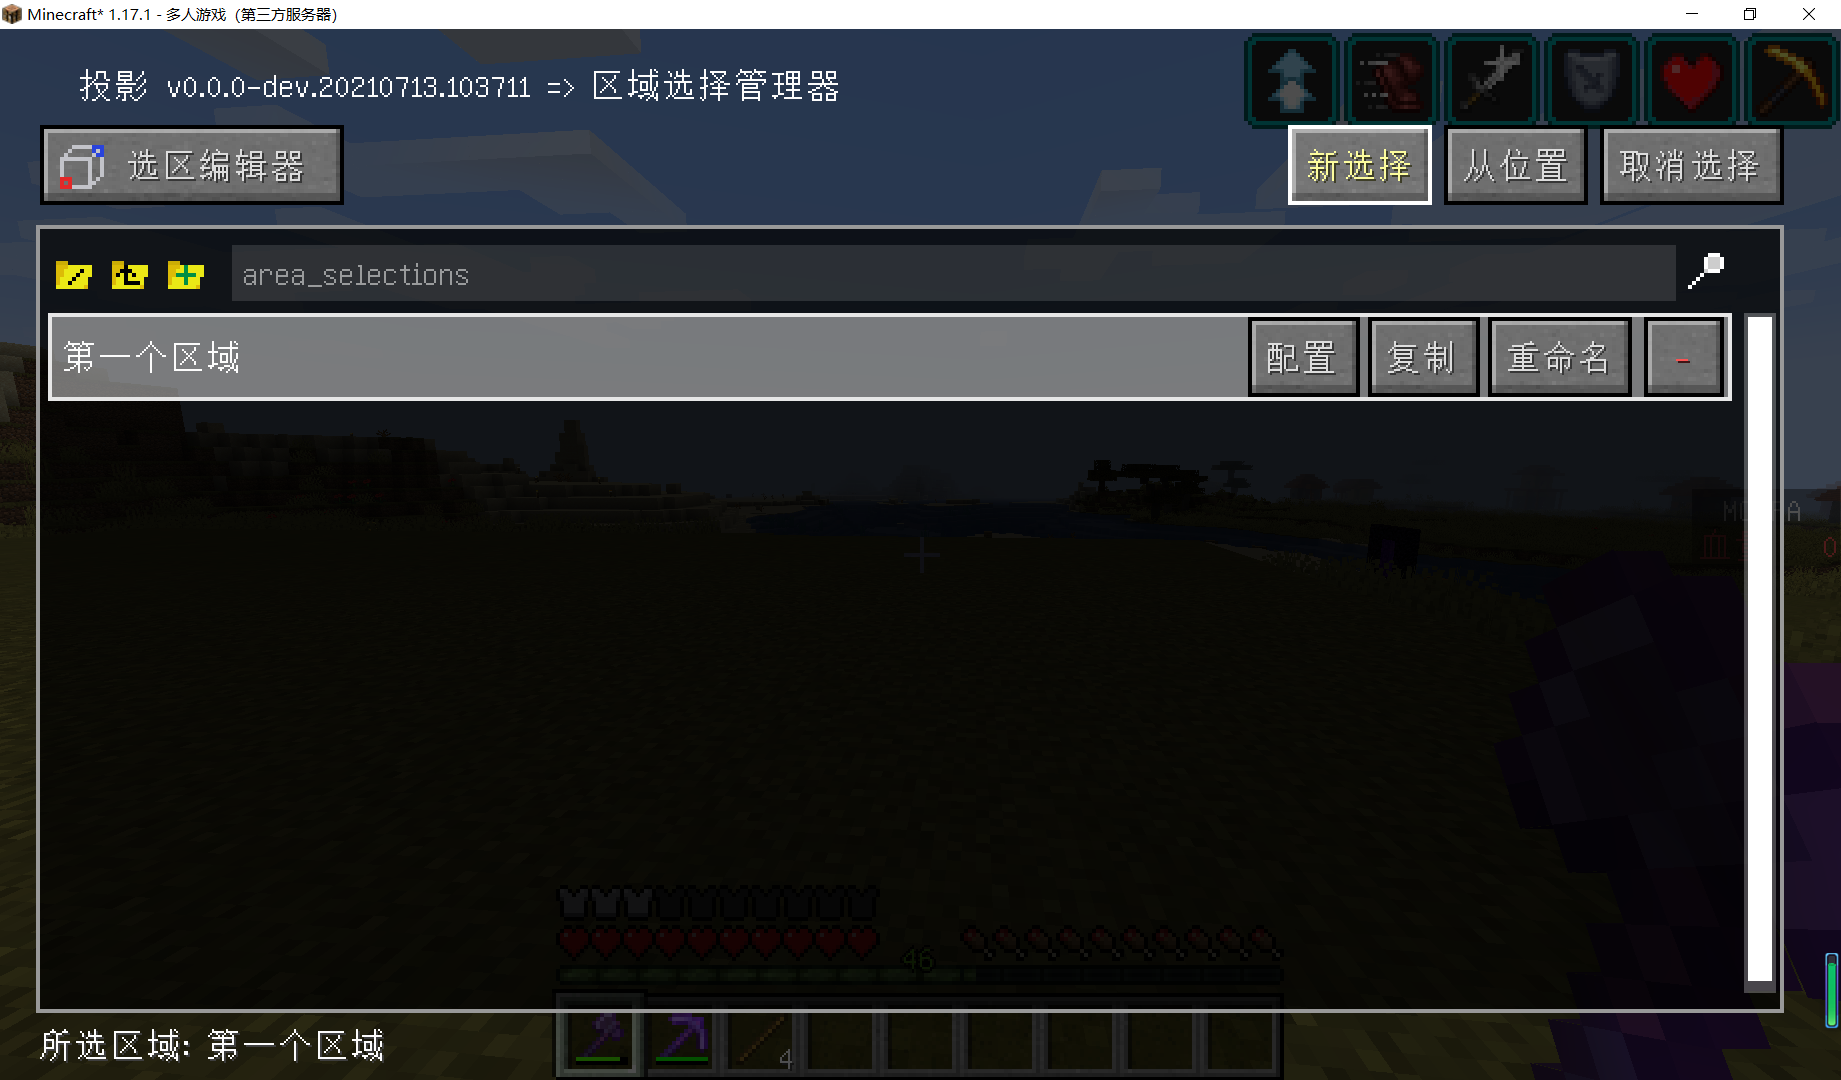 Minecraft* 1.17.1 - 多人游戏 (第三方服务器)
投影 v0.0.0-dev.20210713.103711 => 区域选择管理器
选区编辑器
新选择
从位置
取消选择
area_selections
第一个区域
配置
复制
重命名
-
0
46
4
所选区域: 第一个区域